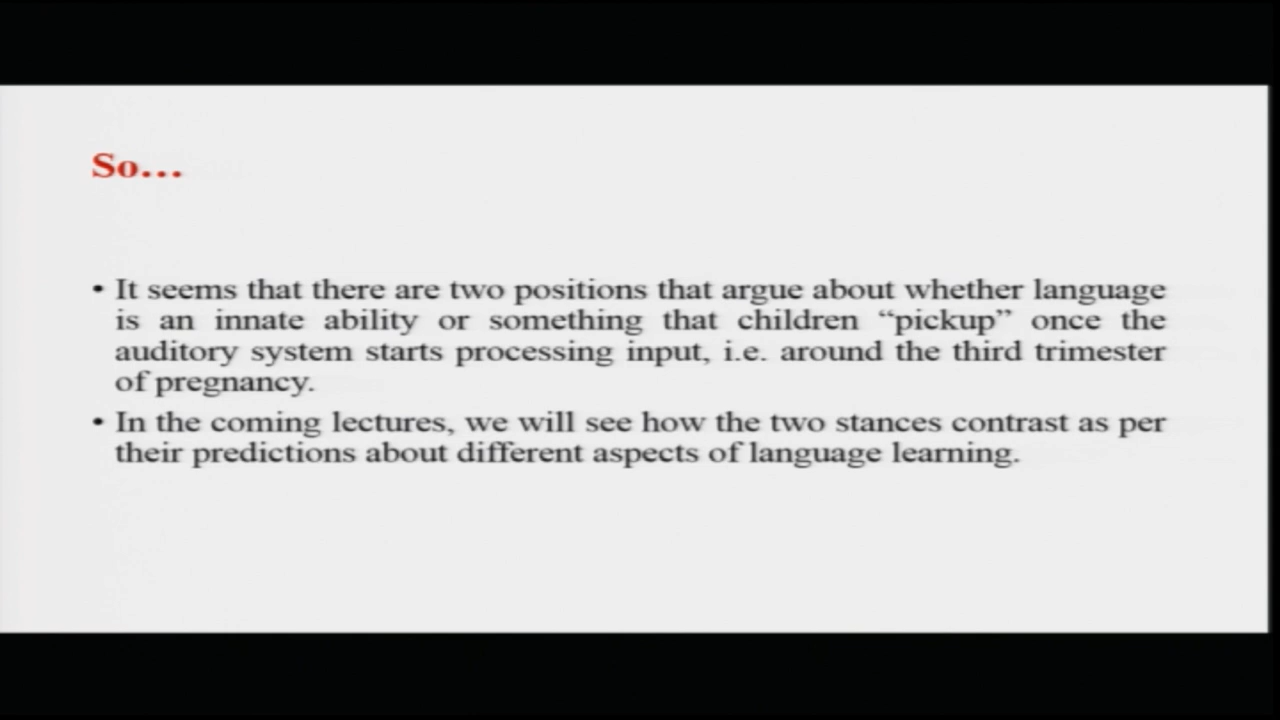 So...
• It seems that there are two positions that argue about whether language
is an innate ability or something that children “pickup” once the
auditory system starts processing input, i.e. around the third trimester
of pregnancy.
• In the coming lectures, we will see how the two stances contrast as per
their predictions about different aspects of language learning.